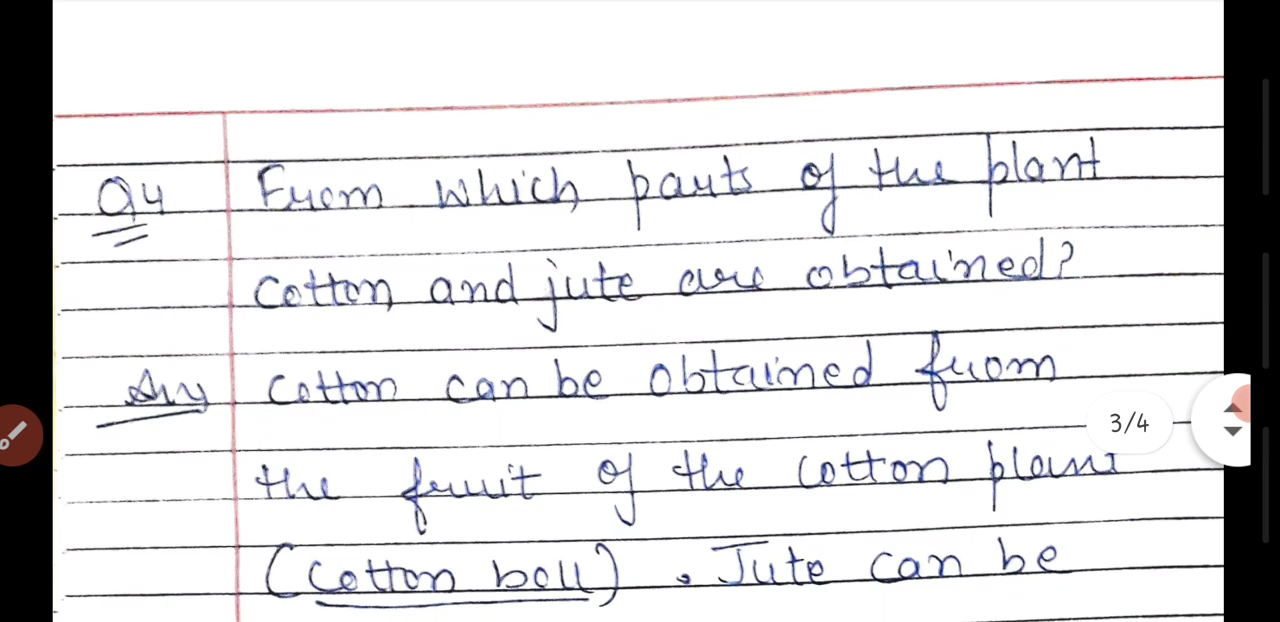 Q4 From which parts of the plant
cotton and jute are obtained?
Ans Cotton can be obtained from
the fruit of the cotton plant
3/4
(cotton boll). Jute can be